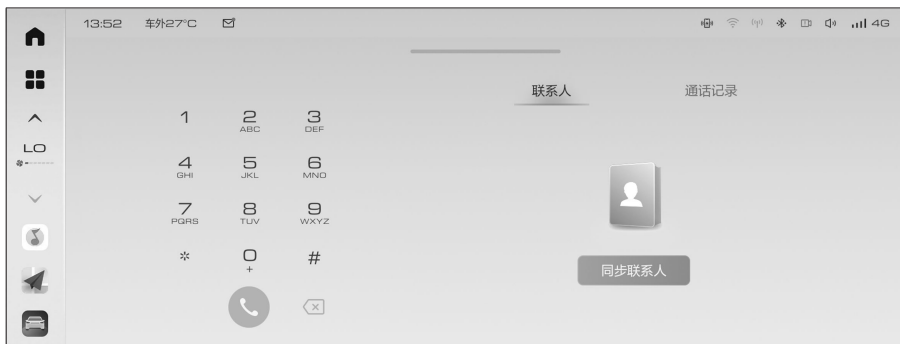 13:52 车外27°C 4G
联系人 通话记录
1 2 3
ABC DEF
4 5 6
GHI JKL MNO
LO
7 8 9
PQRS TUV WXYZ
* 0 #
+
同步联系人